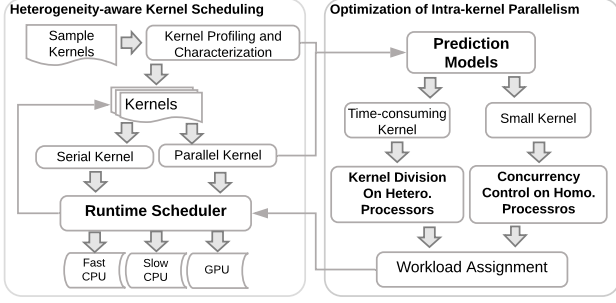 Heterogeneity-aware Kernel Scheduling
Sample
Kernels
Kernel Profiling and
Characterization
Kernels
Serial Kernel
Parallel Kernel
Runtime Scheduler
Fast
CPU
Slow
CPU
GPU
Optimization of Intra-kernel Parallelism
Prediction
Models
Time-consuming
Kernel
Small Kernel
Kernel Division
On Hetero.
Processors
Concurrency
Control on Homo.
Processros
Workload Assignment